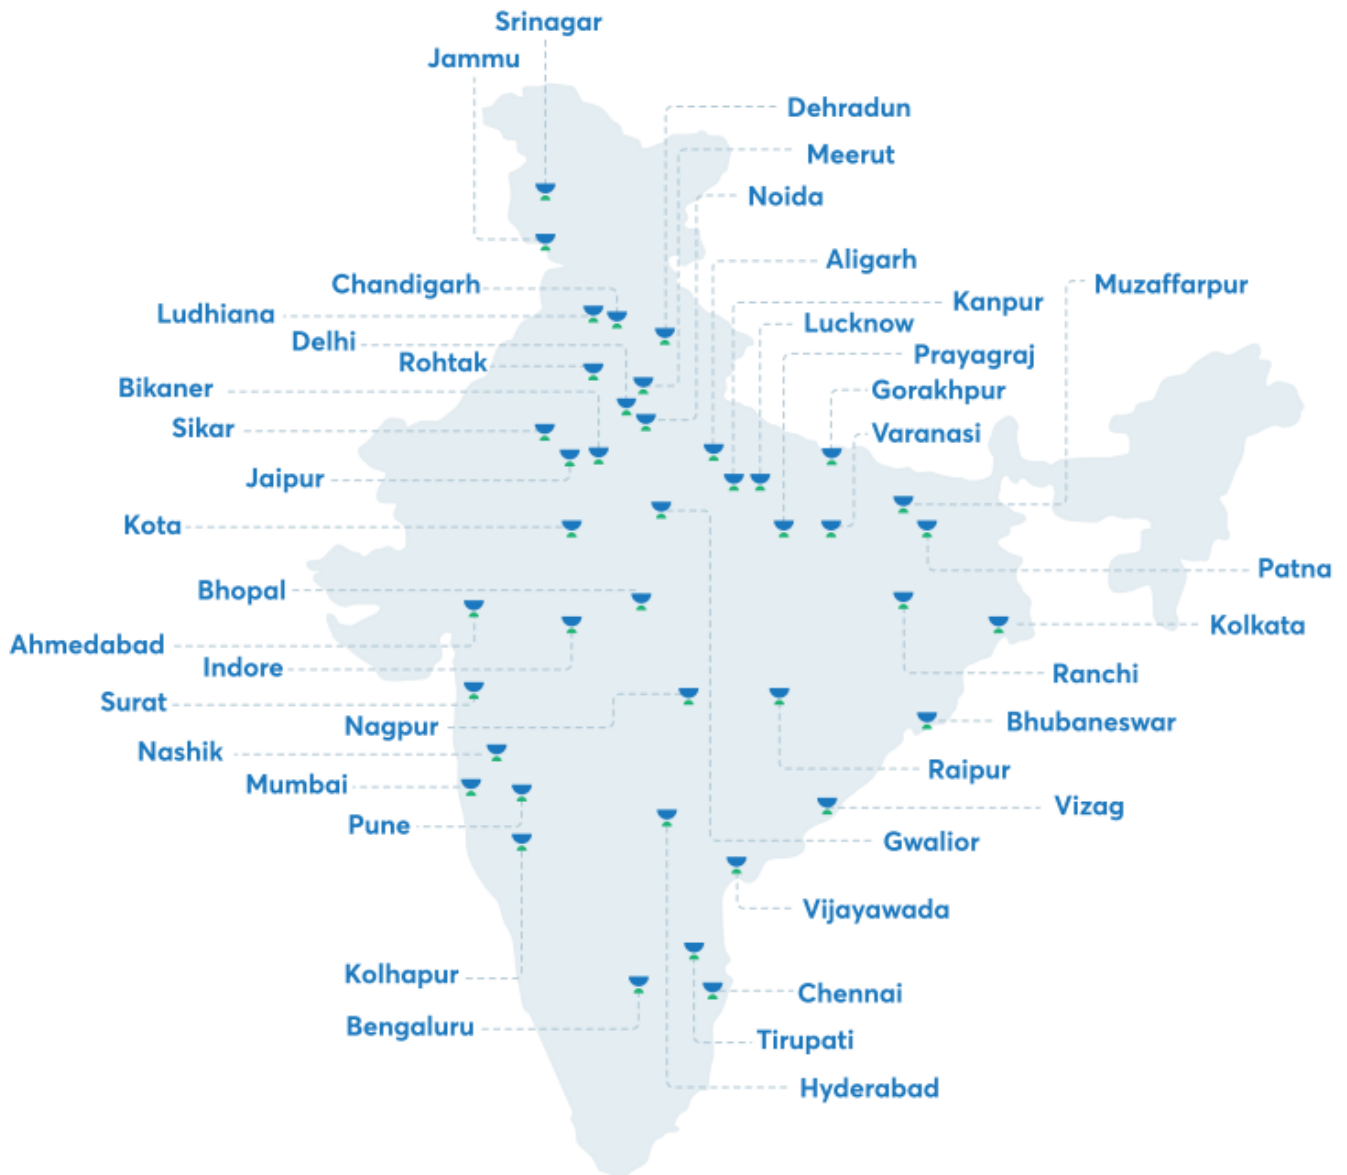 Srinagar
Jammu
Dehradun
Meerut
Noida
Aligarh
Chandigarh
Muzaffarpur
Kanpur
Ludhiana
Lucknow
Delhi
Prayagraj
Rohtak
Bikaner
Gorakhpur
Sikar
Varanasi
Jaipur
Kota
Patna
Bhopal
Kolkata
Ahmedabad
Indore
Ranchi
Surat
Bhubaneswar
Nagpur
Nashik
Raipur
Mumbai
Vizag
Pune
Gwalior
Vijayawada
Kolhapur
Chennai
Bengaluru
Tirupati
Hyderabad